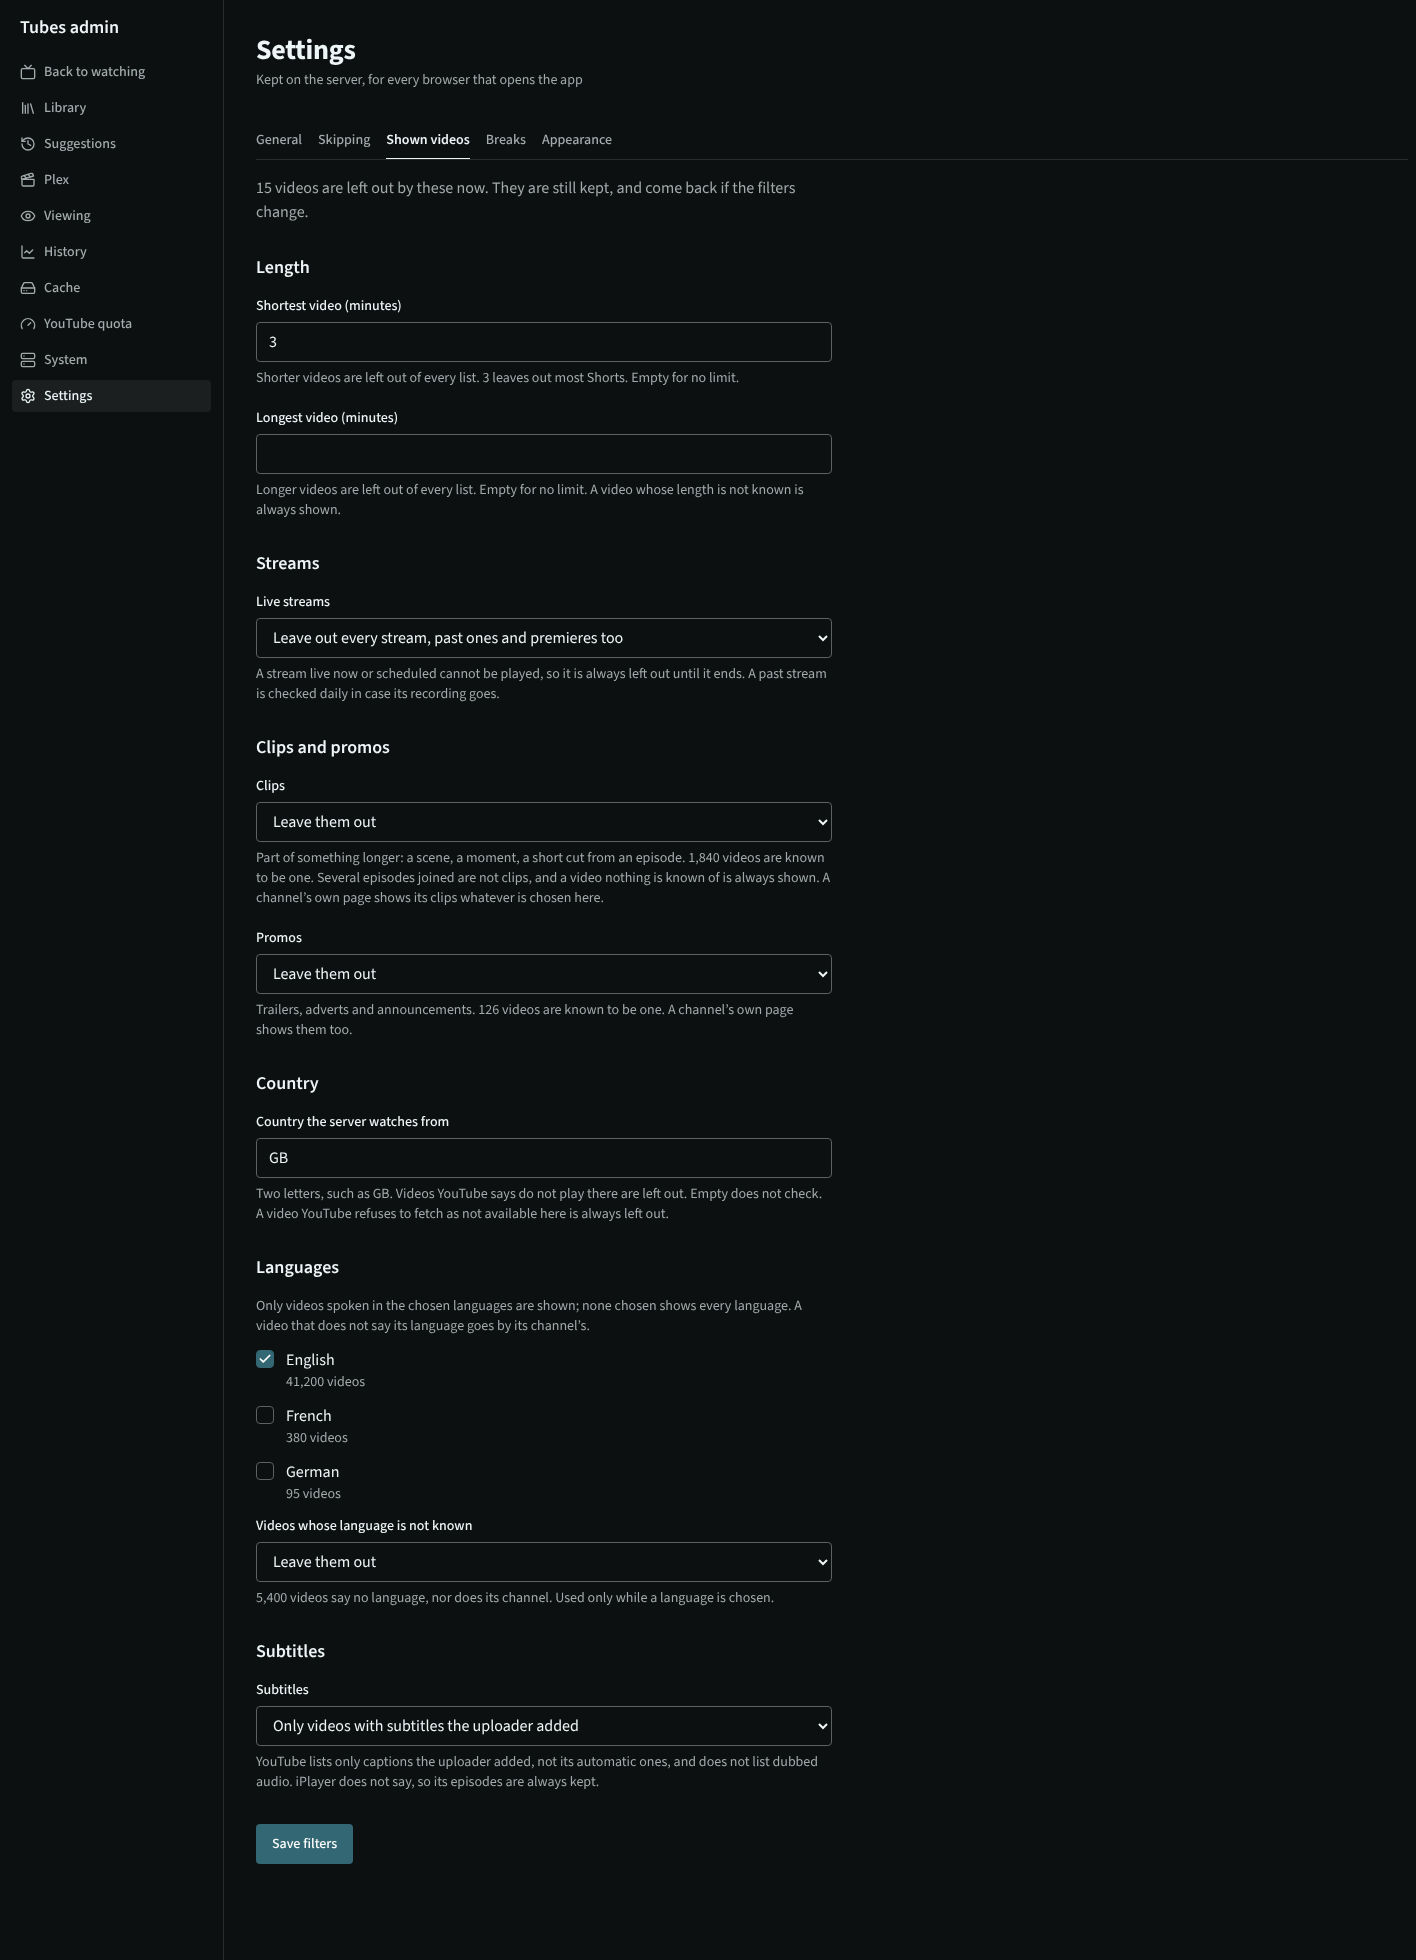 Tubes admin
Back to watching
Library
Suggestions
Plex
Viewing
History
Cache
YouTube quota
System
Settings
Settings
Kept on the server, for every browser that opens the app
General
Skipping
Shown videos
Breaks
Appearance
15 videos are left out by these now. They are still kept, and come back if the filters
change.
Length
Shortest video (minutes)
3
Shorter videos are left out of every list. 3 leaves out most Shorts. Empty for no limit.
Longest video (minutes)
Longer videos are left out of every list. Empty for no limit. A video whose length is not known is
always shown.
Streams
Live streams
Leave out every stream, past ones and premieres too
A stream live now or scheduled cannot be played, so it is always left out until it ends. A past stream
is checked daily in case its recording goes.
Clips and promos
Clips
Leave them out
Part of something longer: a scene, a moment, a short cut from an episode. 1,840 videos are known
to be one. Several episodes joined are not clips, and a video nothing is known of is always shown. A
channel’s own page shows its clips whatever is chosen here.
Promos
Leave them out
Trailers, adverts and announcements. 126 videos are known to be one. A channel’s own page
shows them too.
Country
Country the server watches from
GB
Two letters, such as GB. Videos YouTube says do not play there are left out. Empty does not check.
A video YouTube refuses to fetch as not available here is always left out.
Languages
Only videos spoken in the chosen languages are shown; none chosen shows every language. A
video that does not say its language goes by its channel’s.
English
41,200 videos
French
380 videos
German
95 videos
Videos whose language is not known
Leave them out
5,400 videos say no language, nor does its channel. Used only while a language is chosen.
Subtitles
Subtitles
Only videos with subtitles the uploader added
YouTube lists only captions the uploader added, not its automatic ones, and does not list dubbed
audio. iPlayer does not say, so its episodes are always kept.
Save filters